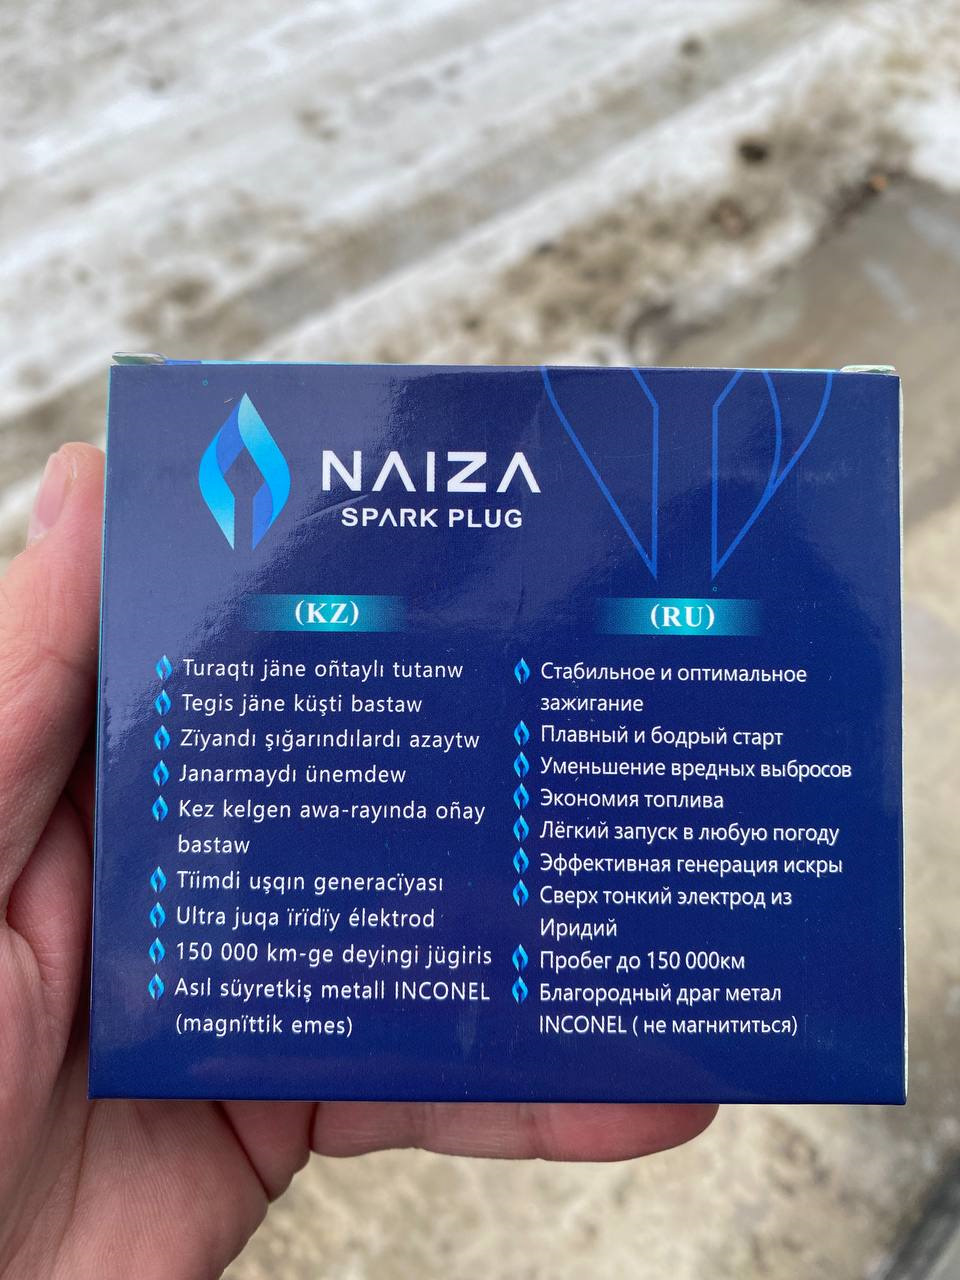 NAIZA
SPARK PLUG
(KZ)
Turaqtı jäne oñtaylı tutanw
Tegis jäne küşti bastaw
Zïyandı şığarındılardı azaytw
Janarmaydı ünemdew
Kez kelgen awa-rayında oñay
bastaw
Tïimdi uşqın generacïyası
Ultra juqa ïrïdïy élektrod
150 000 km-ge deyingi jügiris
Asıl süyretkiş metall INCONEL
(magnïttik emes)
(RU)
Стабильное и оптимальное
зажигание
Плавный и бодрый старт
Уменьшение вредных выбросов
Экономия топлива
Лёгкий запуск в любую погоду
Эффективная генерация искры
Сверх тонкий электрод из
Иридий
Пробег до 150 000км
Благородный драг метал
INCONEL ( не магнититься)